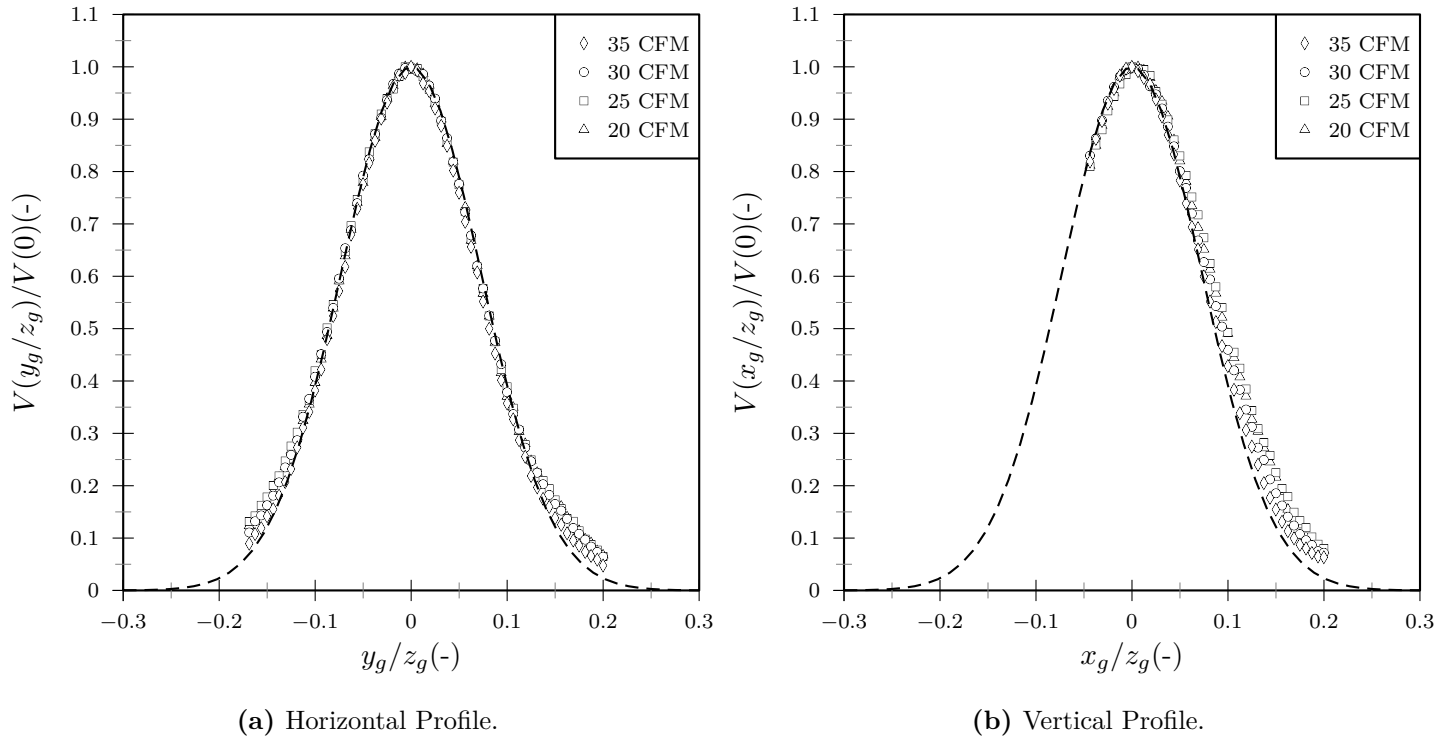 1.1
1.0
0.9
0.8
0.7
0.6
0.5
0.4
0.3
0.2
0.1
0
V(y_g/z_g)/V(0)(-)
−0.3 −0.2 −0.1 0 0.1 0.2 0.3
y_g/z_g(-)
35 CFM
30 CFM
25 CFM
20 CFM
(a) Horizontal Profile.
1.1
1.0
0.9
0.8
0.7
0.6
0.5
0.4
0.3
0.2
0.1
0
V(x_g/z_g)/V(0)(-)
−0.3 −0.2 −0.1 0 0.1 0.2 0.3
x_g/z_g(-)
35 CFM
30 CFM
25 CFM
20 CFM
(b) Vertical Profile.